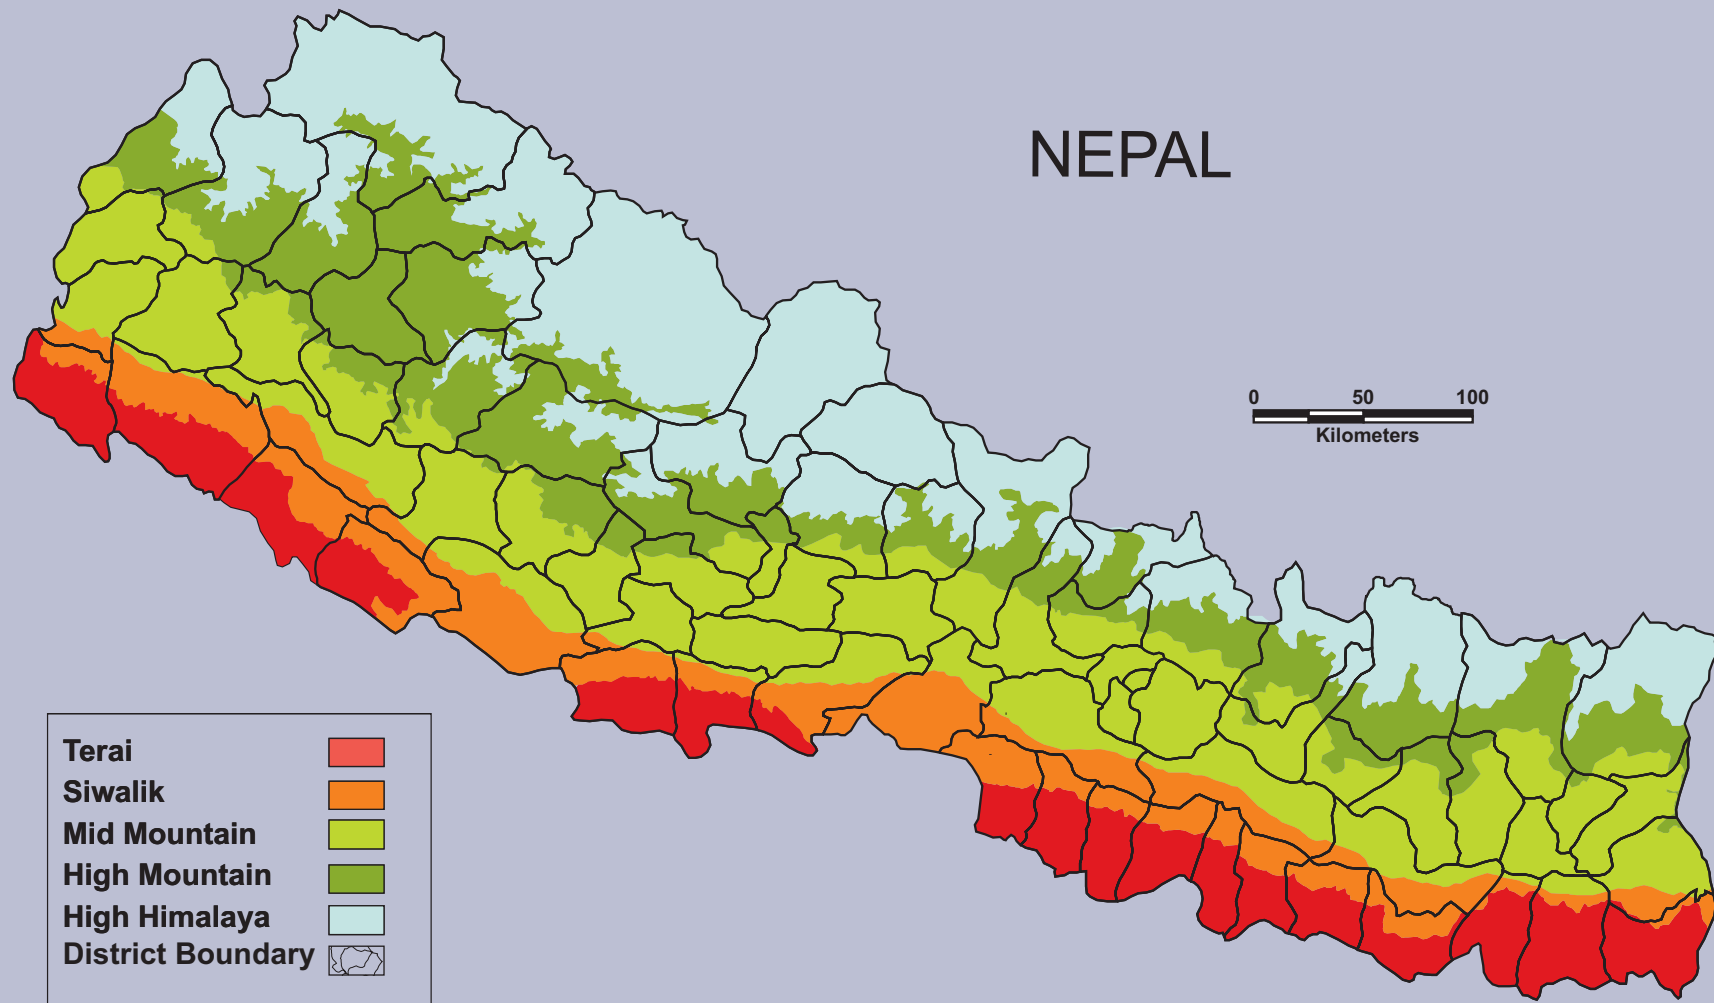 NEPAL
0 50 100
Kilometers
Terai
Siwalik
Mid Mountain
High Mountain
High Himalaya
District Boundary